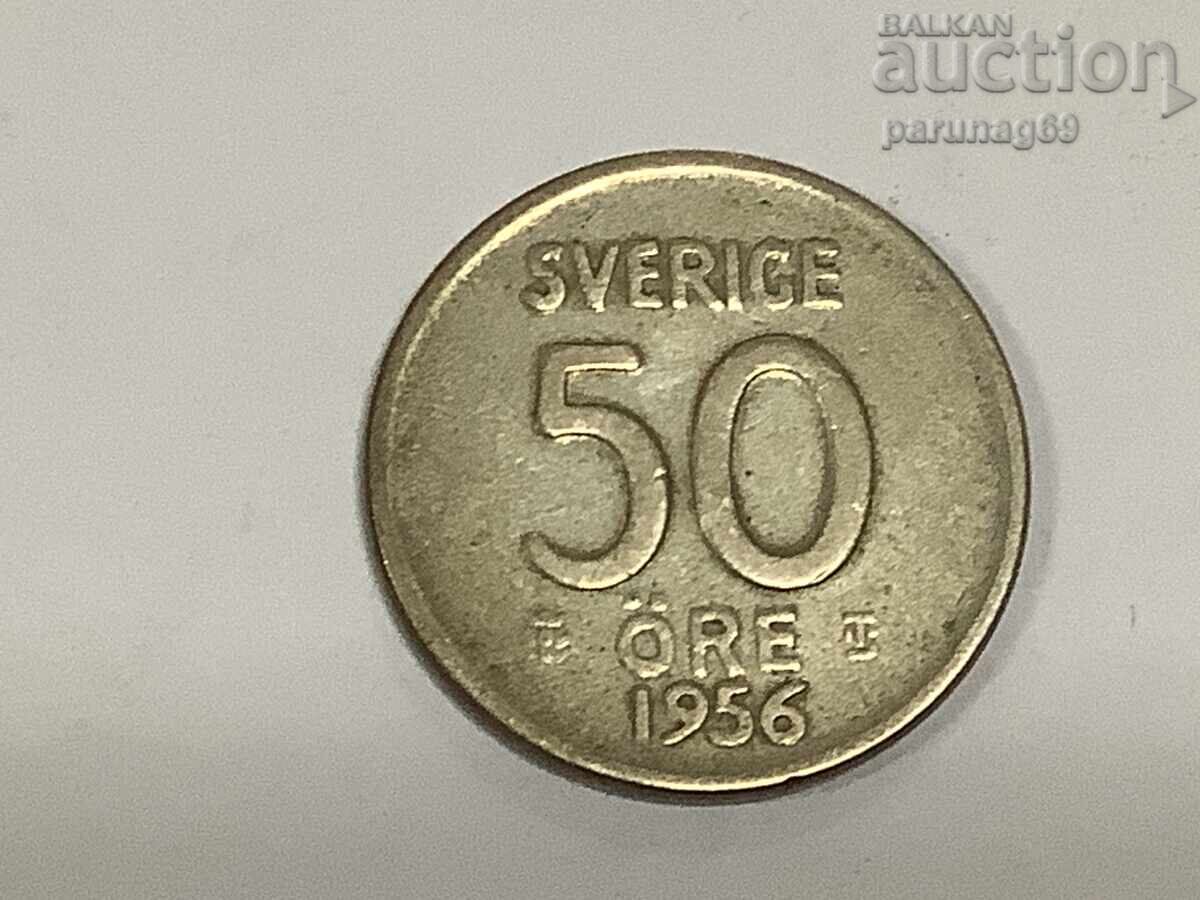 BALKAN
auction
parunag69
SVERIGE
50
ÖRE
1956